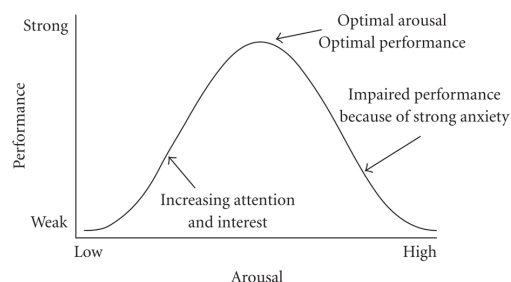 Strong
Optimal arousal
Optimal performance
Impaired performance
because of strong anxiety
Performance
Increasing attention
and interest
Weak
Low
High
Arousal